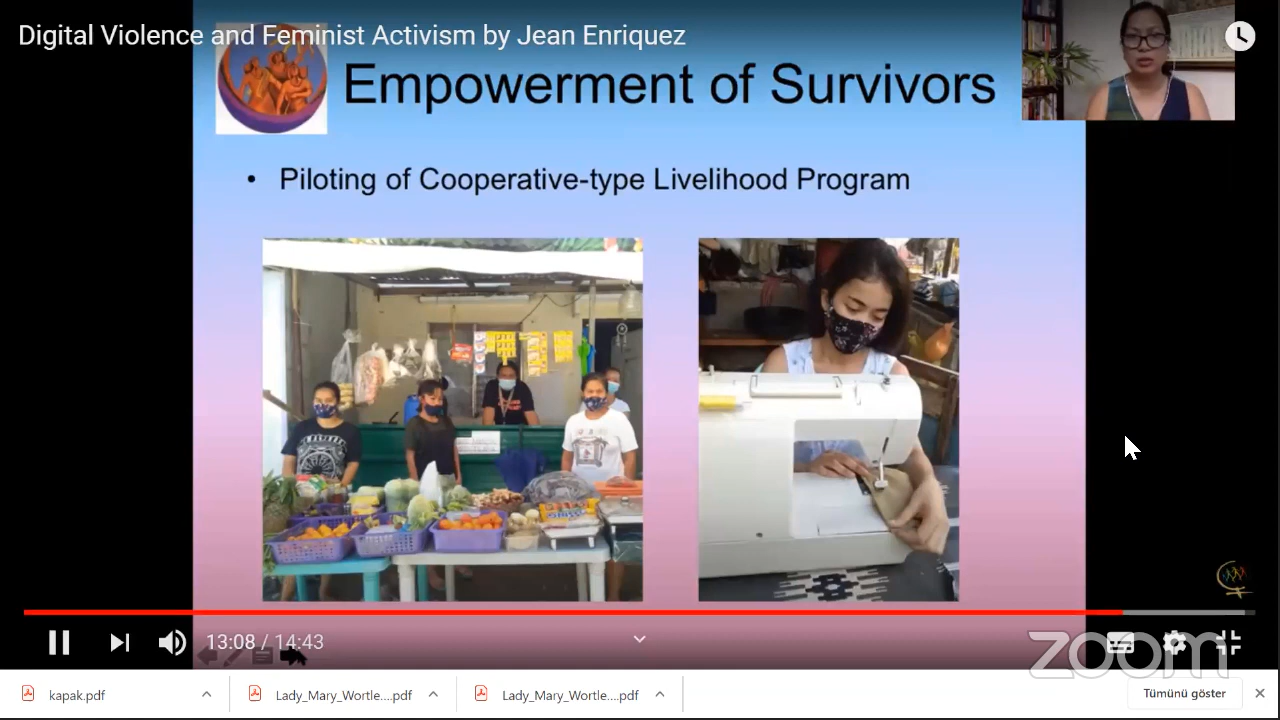 Digital Violence and Feminist Activism by Jean Enriquez
Empowerment of Survivors
• Piloting of Cooperative-type Livelihood Program
13:08 / 14:43
zoom
kapak.pdf
Lady_Mary_Wortle....pdf
Lady_Mary_Wortle....pdf
Tümünü göster